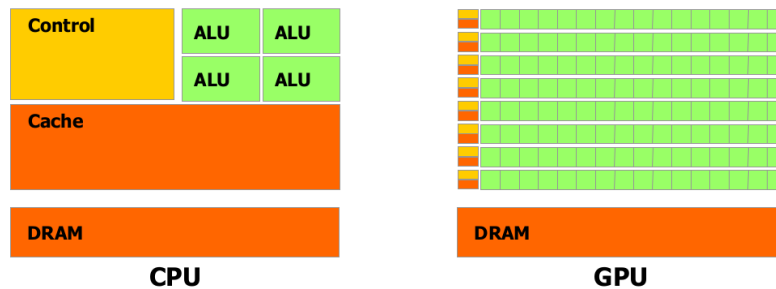 Control
ALU ALU
ALU ALU
Cache
DRAM
CPU
DRAM
GPU